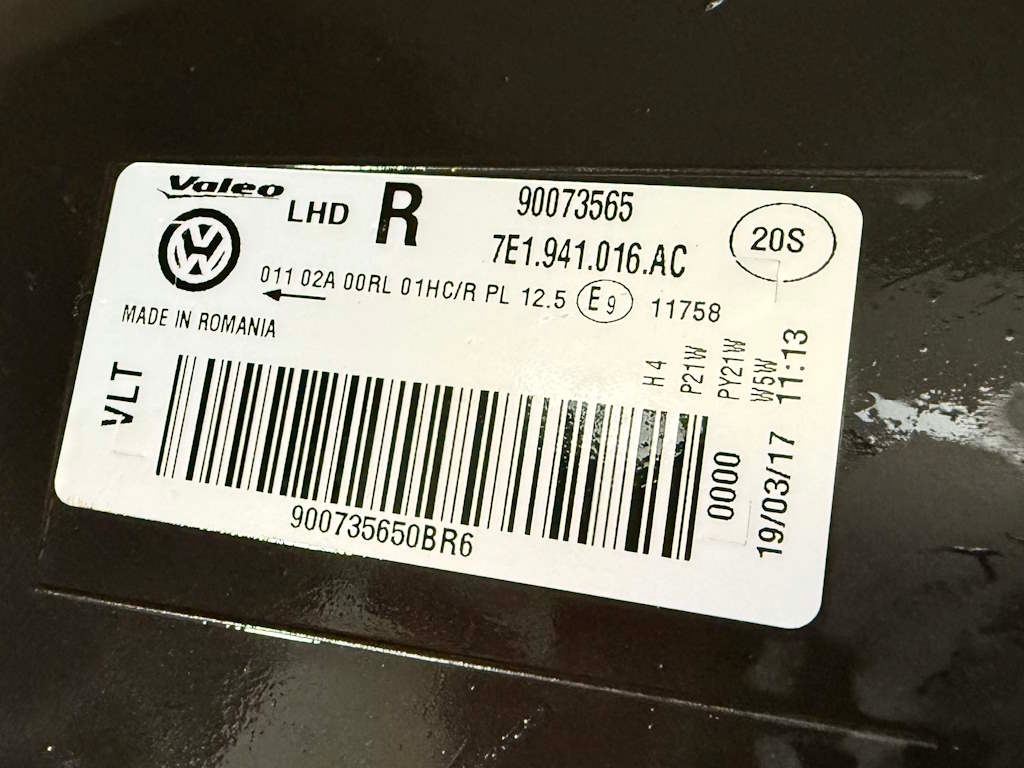 Valeo LHD R 90073565
7E1.941.016.AC 20S
011 02A 00RL 01HC/R PL 12.5 E9 11758
MADE IN ROMANIA
VLT
H4
P21W
PY21W
W5W
0000
19/03/17 11:13
900735650BR6